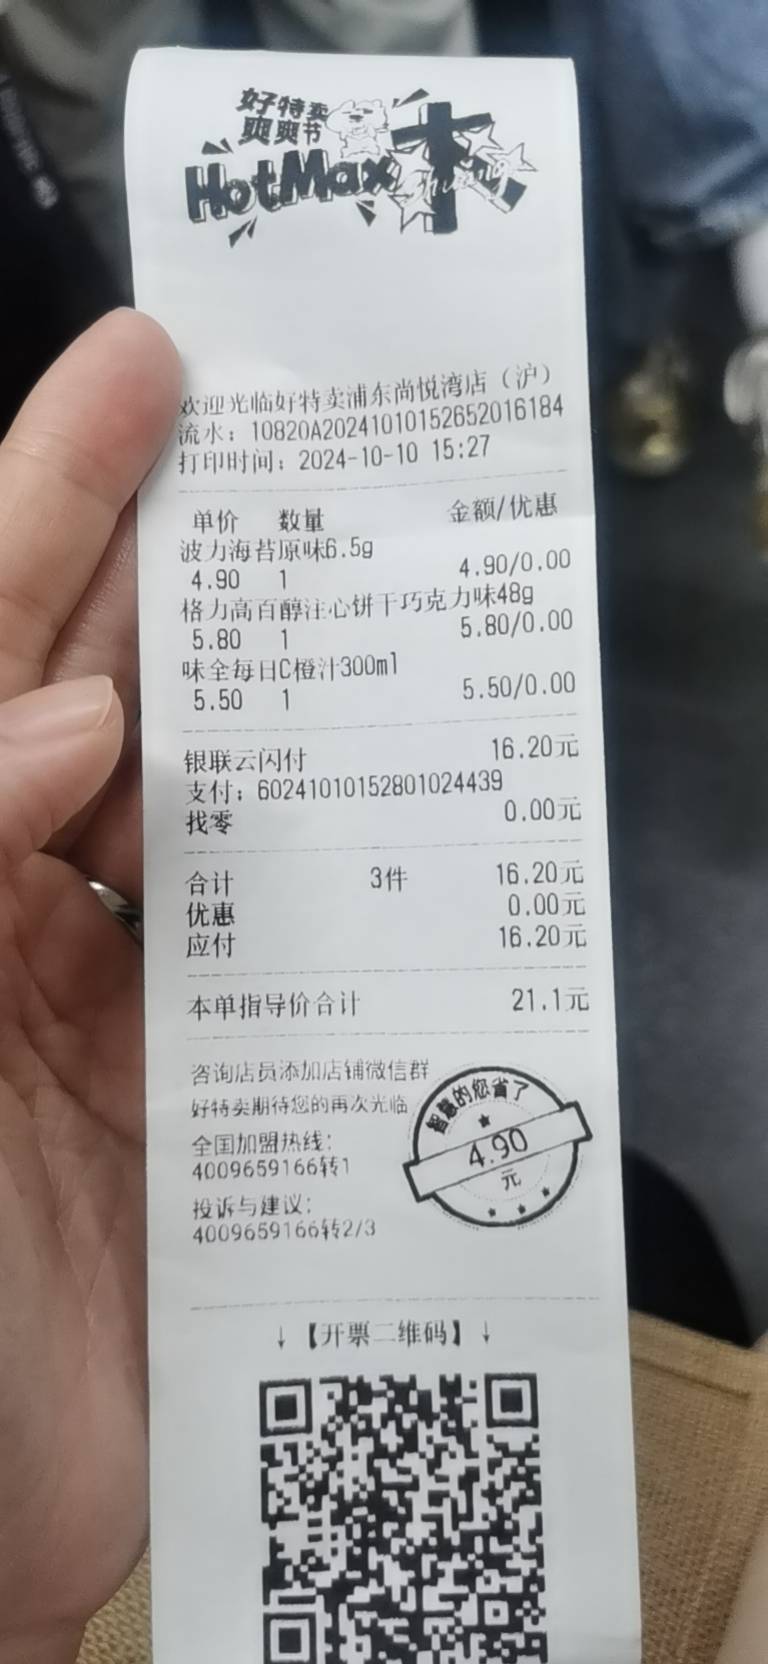 好特卖
爽爽节
HotMax
Shuang
欢迎光临好特卖浦东尚悦湾店（沪）
流水：10820A20241010152652016184
打印时间：2024-10-10 15:27
单价 数量 金额/优惠
波力海苔原味6.5g
4.90 1 4.90/0.00
格力高百醇注心饼干巧克力味48g
5.80 1 5.80/0.00
味全每日C橙汁300ml
5.50 1 5.50/0.00
银联云闪付 16.20元
支付：60241010152801024439
找零 0.00元
合计 3件 16.20元
优惠 0.00元
应付 16.20元
本单指导价合计 21.1元
咨询店员添加店铺微信群
好特卖期待您的再次光临
全国加盟热线：
4009659166转1
投诉与建议：
4009659166转2/3
智慧的您省了
4.90
元
↓【开票二维码】↓